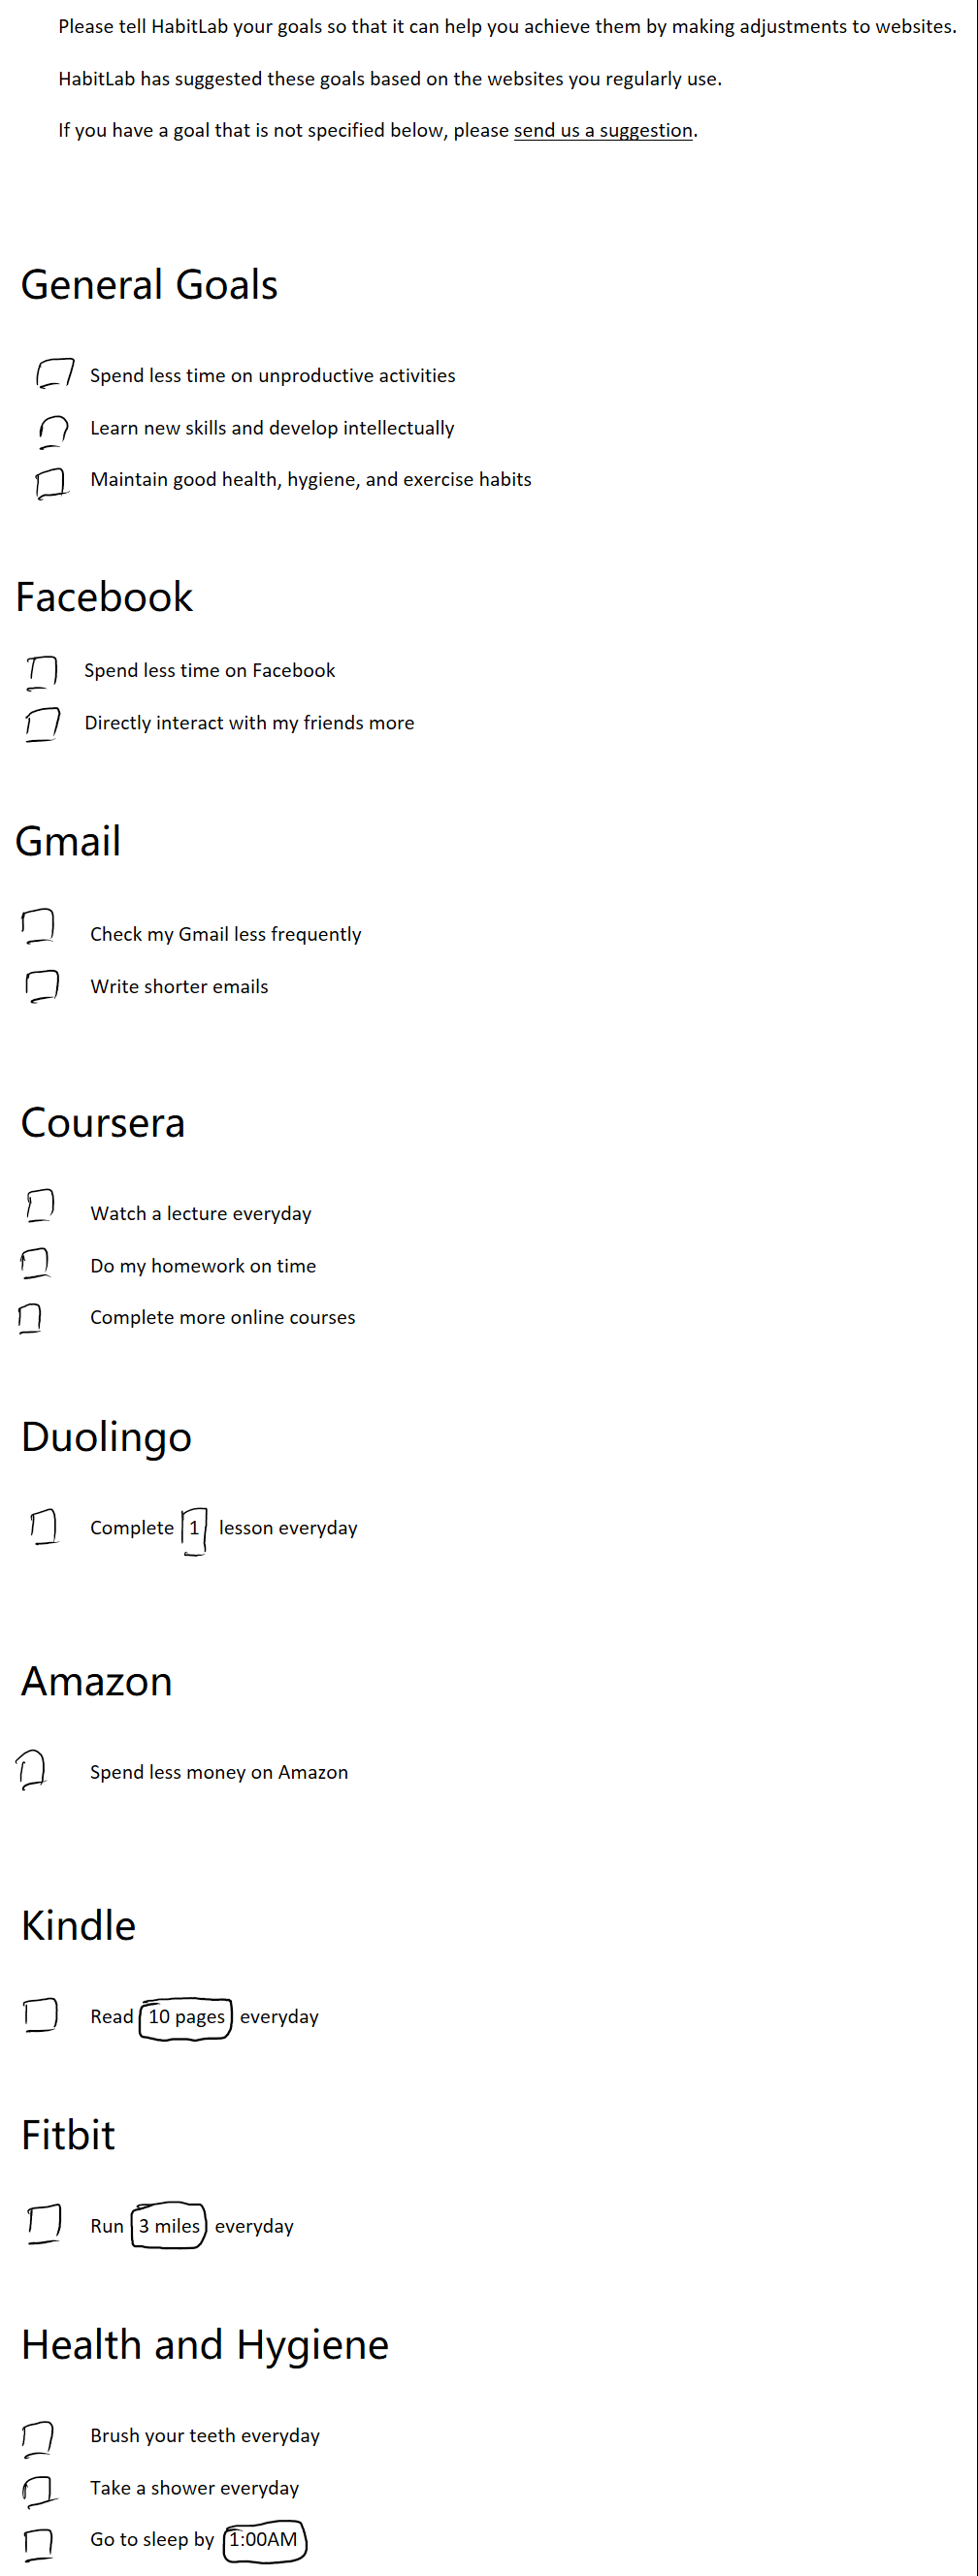 Please tell HabitLab your goals so that it can help you achieve them by making adjustments to websites.
HabitLab has suggested these goals based on the websites you regularly use.
If you have a goal that is not specified below, please send us a suggestion.
General Goals
Spend less time on unproductive activities
Learn new skills and develop intellectually
Maintain good health, hygiene, and exercise habits
Facebook
Spend less time on Facebook
Directly interact with my friends more
Gmail
Check my Gmail less frequently
Write shorter emails
Coursera
Watch a lecture everyday
Do my homework on time
Complete more online courses
Duolingo
Complete 1 lesson everyday
Amazon
Spend less money on Amazon
Kindle
Read 10 pages everyday
Fitbit
Run 3 miles everyday
Health and Hygiene
Brush your teeth everyday
Take a shower everyday
Go to sleep by 1:00AM